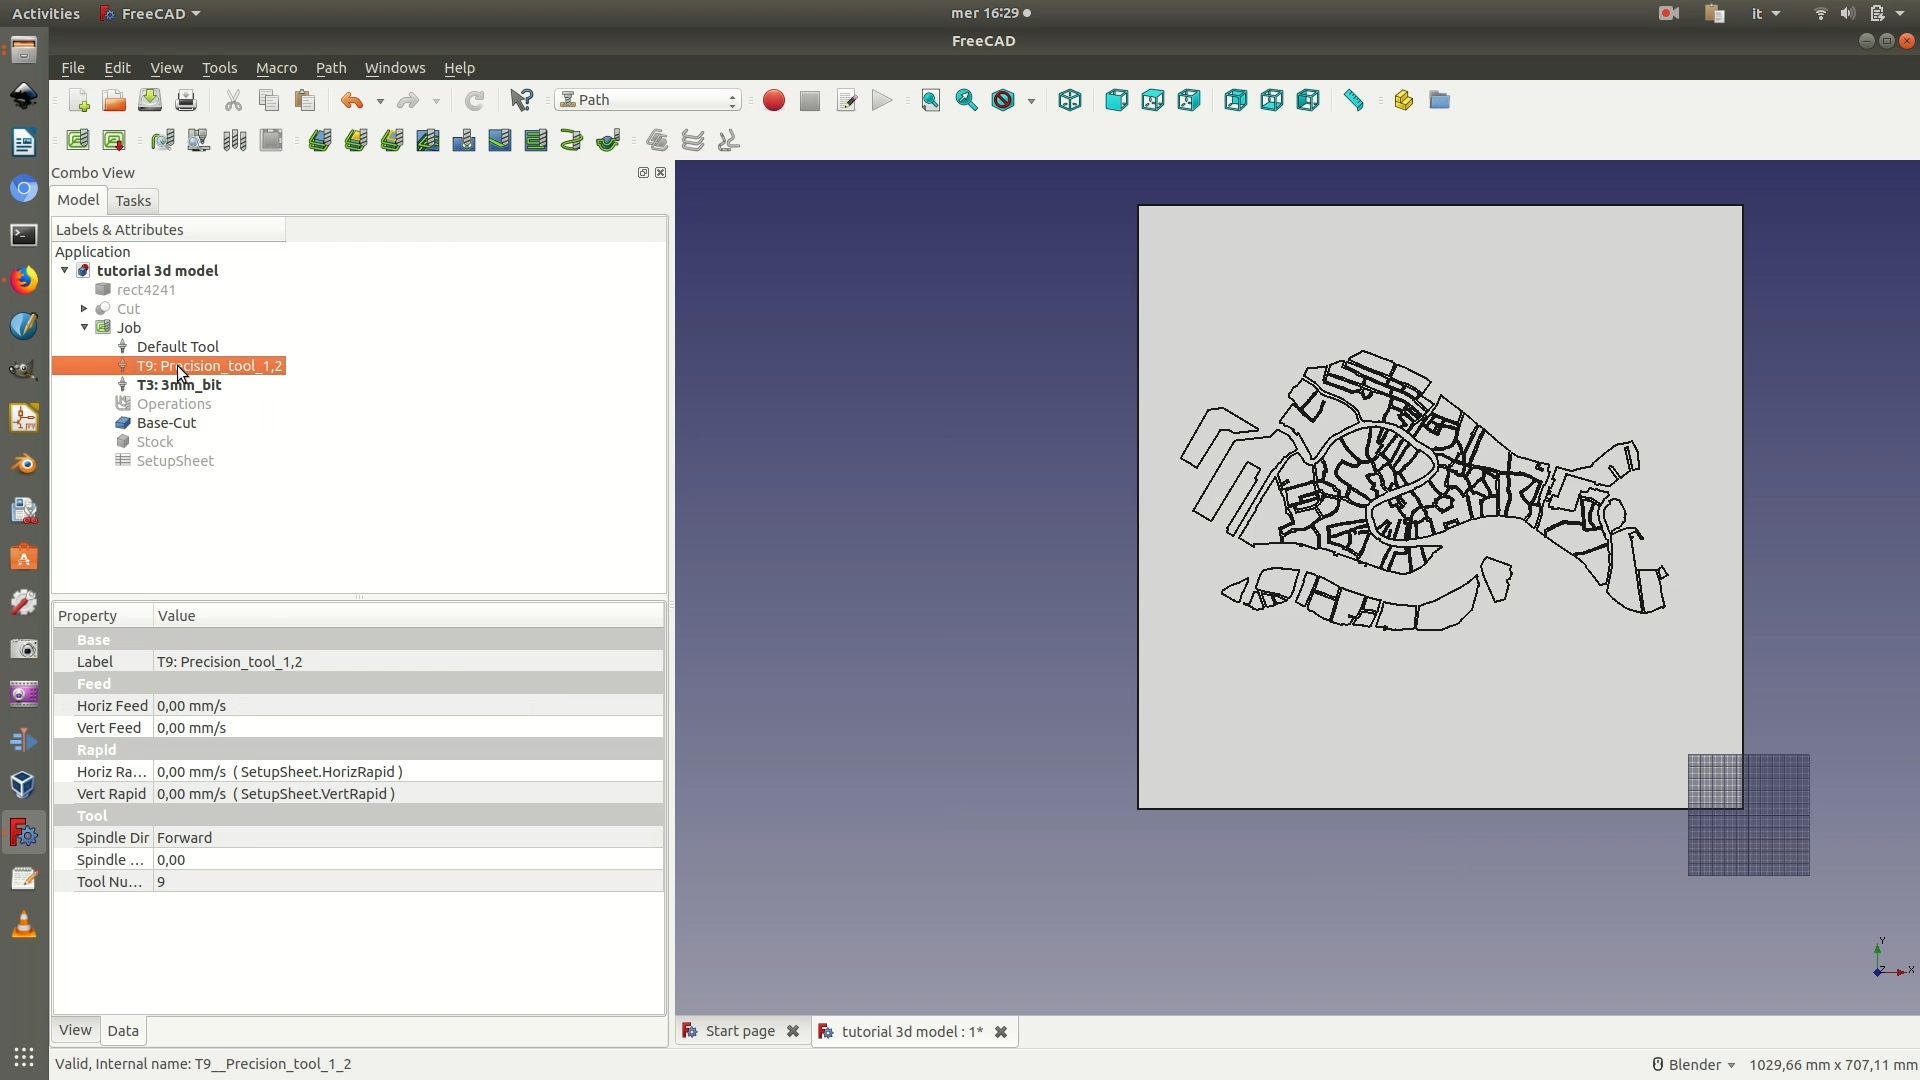 Activities FreeCAD mer 16:29 it
FreeCAD
File Edit View Tools Macro Path Windows Help
Path
Combo View
Model Tasks
Labels & Attributes
Application
tutorial 3d model
rect4241
Cut
Job
Default Tool
T9: Precision_tool_1,2
T3: 3mm_bit
Operations
Base-Cut
Stock
SetupSheet
Property Value
Base
Label T9: Precision_tool_1,2
Feed
Horiz Feed 0,00 mm/s
Vert Feed 0,00 mm/s
Rapid
Horiz Ra... 0,00 mm/s ( SetupSheet.HorizRapid )
Vert Rapid 0,00 mm/s ( SetupSheet.VertRapid )
Tool
Spindle Dir Forward
Spindle ... 0,00
Tool Nu... 9
Y
Z X
View Data
Start page tutorial 3d model : 1*
Valid, Internal name: T9__Precision_tool_1_2 Blender 1029,66 mm x 707,11 mm